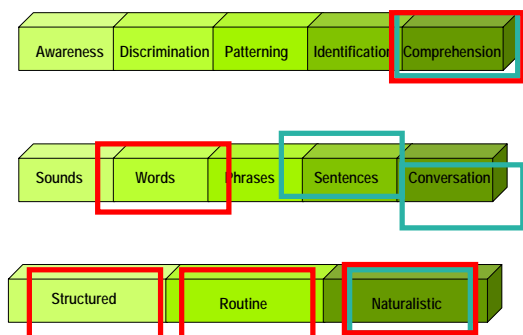 Awareness Discrimination Patterning Identification Comprehension
Sounds Words Phrases Sentences Conversation
Structured Routine Naturalistic